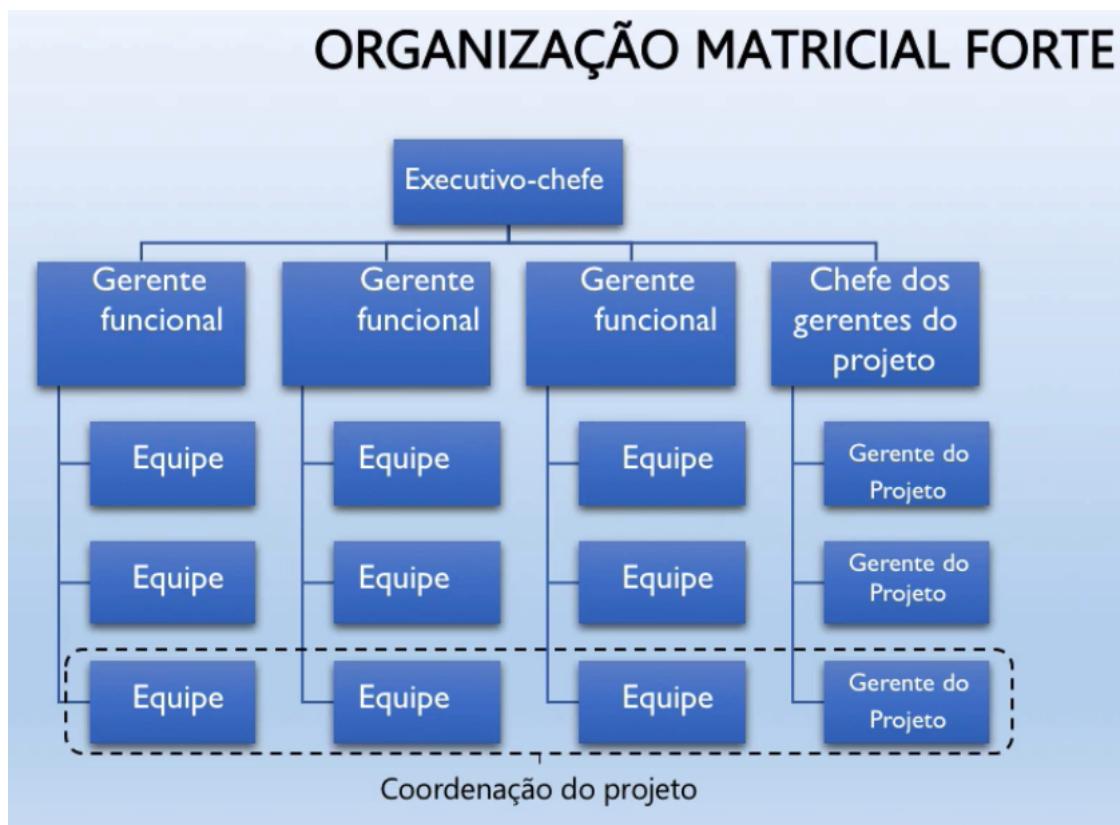 ORGANIZAÇÃO MATRICIAL FORTE
Executivo-chefe
Gerente
funcional
Gerente
funcional
Gerente
funcional
Chefe dos
gerentes do
projeto
Equipe
Equipe
Equipe
Gerente do
Projeto
Equipe
Equipe
Equipe
Gerente do
Projeto
Equipe
Equipe
Equipe
Gerente do
Projeto
Coordenação do projeto